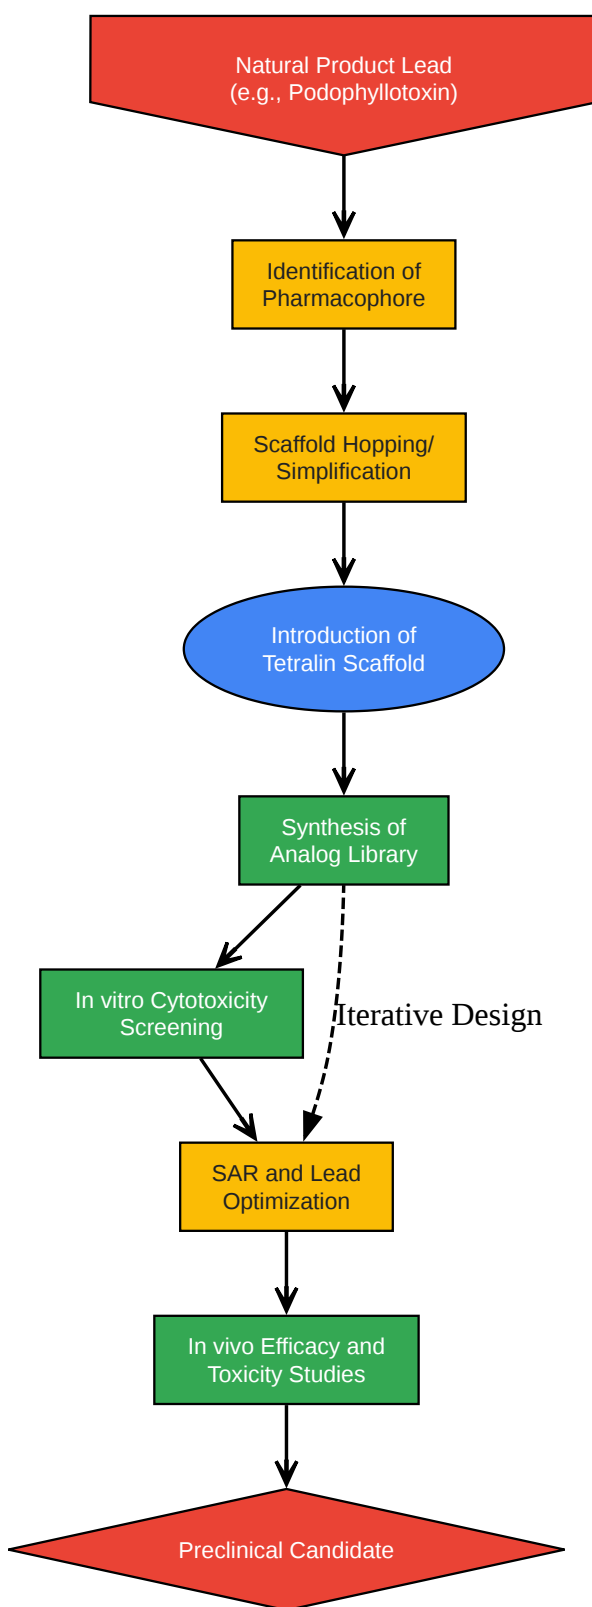 Natural Product Lead
(e.g., Podophyllotoxin)
Identification of
Pharmacophore
Scaffold Hopping/
Simplification
Introduction of
Tetralin Scaffold
Synthesis of
Analog Library
In vitro Cytotoxicity
Screening
Iterative Design
SAR and Lead
Optimization
In vivo Efficacy and
Toxicity Studies
Preclinical Candidate